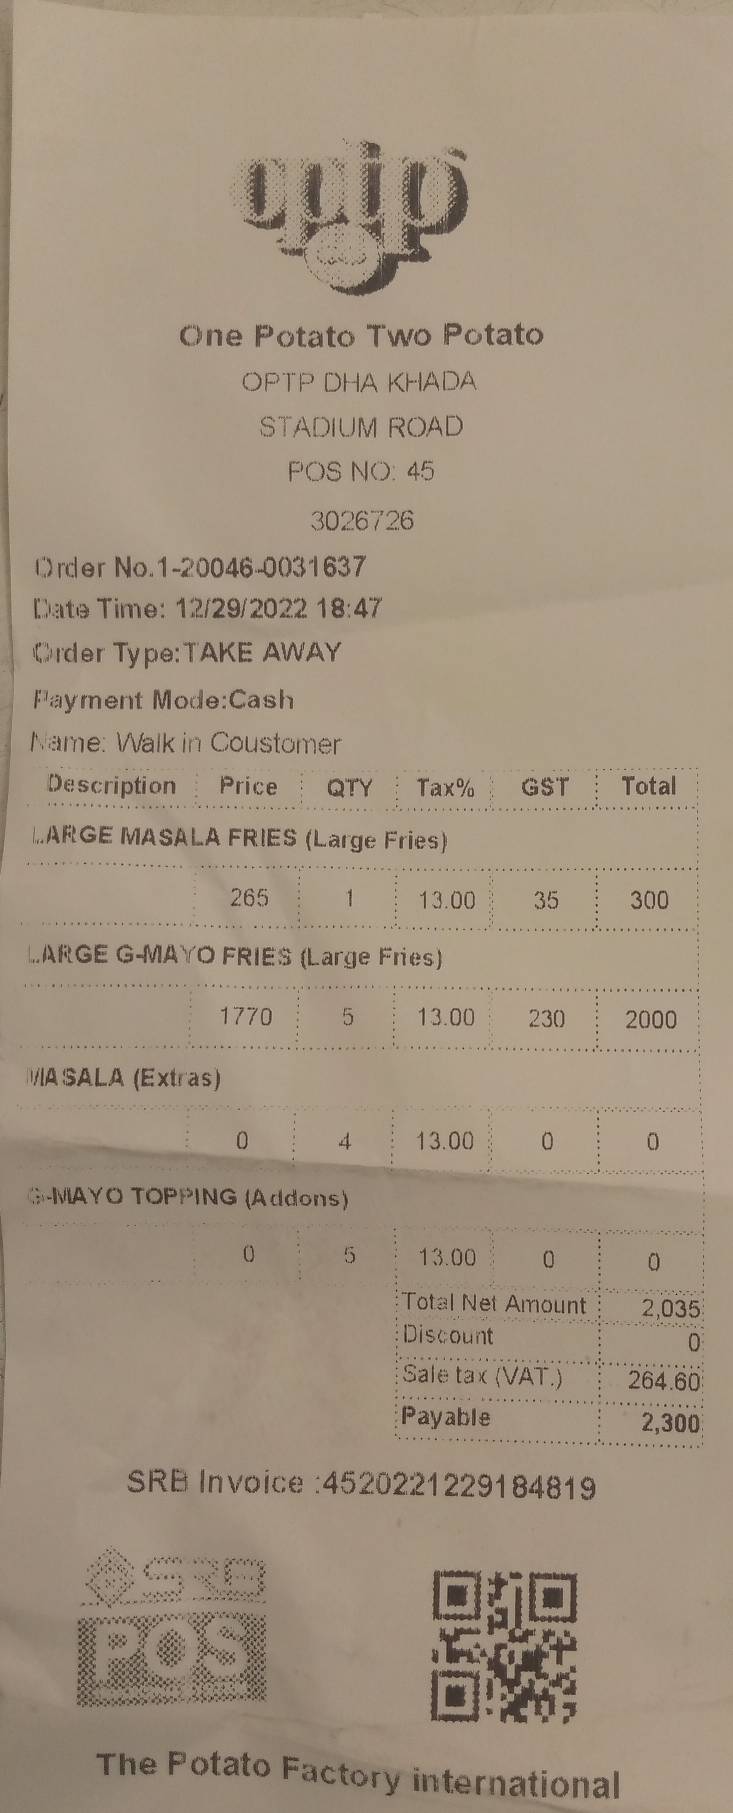 optp
One Potato Two Potato
OPTP DHA KHADA
STADIUM ROAD
POS NO: 45
3026726
Order No.1-20046-0031637
Date Time: 12/29/2022 18:47
Order Type:TAKE AWAY
Payment Mode:Cash
Name: Walk in Coustomer
Description Price QTY Tax% GST Total
LARGE MASALA FRIES (Large Fries)
265 1 13.00 35 300
LARGE G-MAYO FRIES (Large Fries)
1770 5 13.00 230 2000
MASALA (Extras)
0 4 13.00 0 0
G-MAYO TOPPING (Addons)
0 5 13.00 0 0
Total Net Amount 2,035
Discount 0
Sale tax (VAT.) 264.60
Payable 2,300
SRB Invoice :4520221229184819
SRB
POS
The Potato Factory international